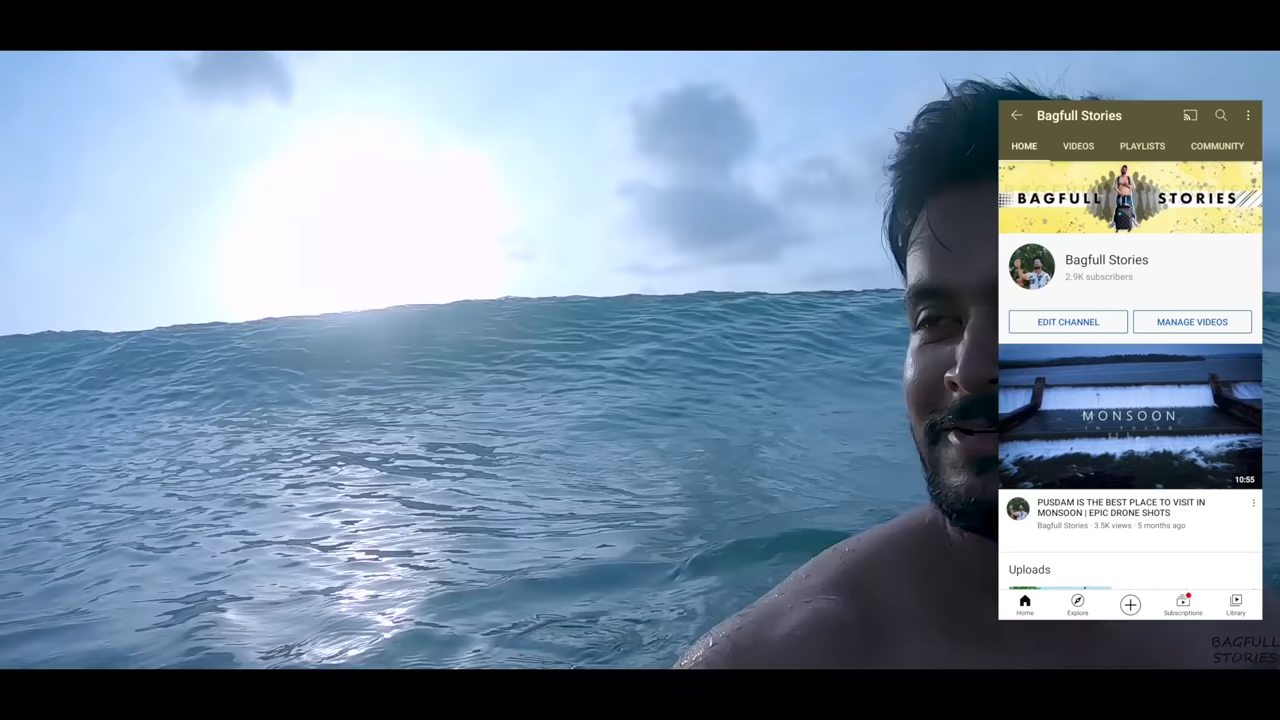 Bagfull Stories
HOME VIDEOS PLAYLISTS COMMUNITY
BAGFULL STORIES
Bagfull Stories
2.9K subscribers
EDIT CHANNEL MANAGE VIDEOS
MONSOON
10:55
PUSDAM IS THE BEST PLACE TO VISIT IN
MONSOON | EPIC DRONE SHOTS
Bagfull Stories · 3.5K views · 5 months ago
Uploads
Home Explore Subscriptions Library
BAGFULL
STORIES